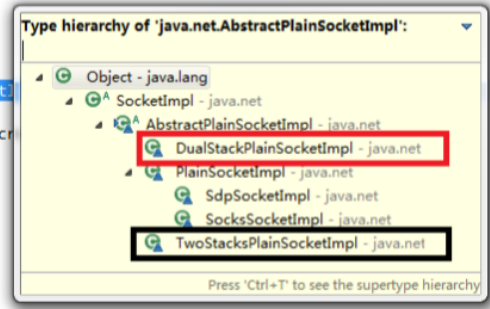 Type hierarchy of 'java.net.AbstractPlainSocketImpl':
Object - java.lang
SocketImpl - java.net
AbstractPlainSocketImpl - java.net
DualStackPlainSocketImpl - java.net
PlainSocketImpl - java.net
SdpSocketImpl - java.net
SocksSocketImpl - java.net
TwoStacksPlainSocketImpl - java.net
Press 'Ctrl+T' to see the supertype hierarchy